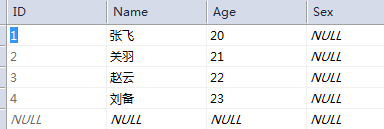 ID Name Age Sex
1 张飞 20 NULL
2 关羽 21 NULL
3 赵云 22 NULL
4 刘备 23 NULL
NULL NULL NULL NULL